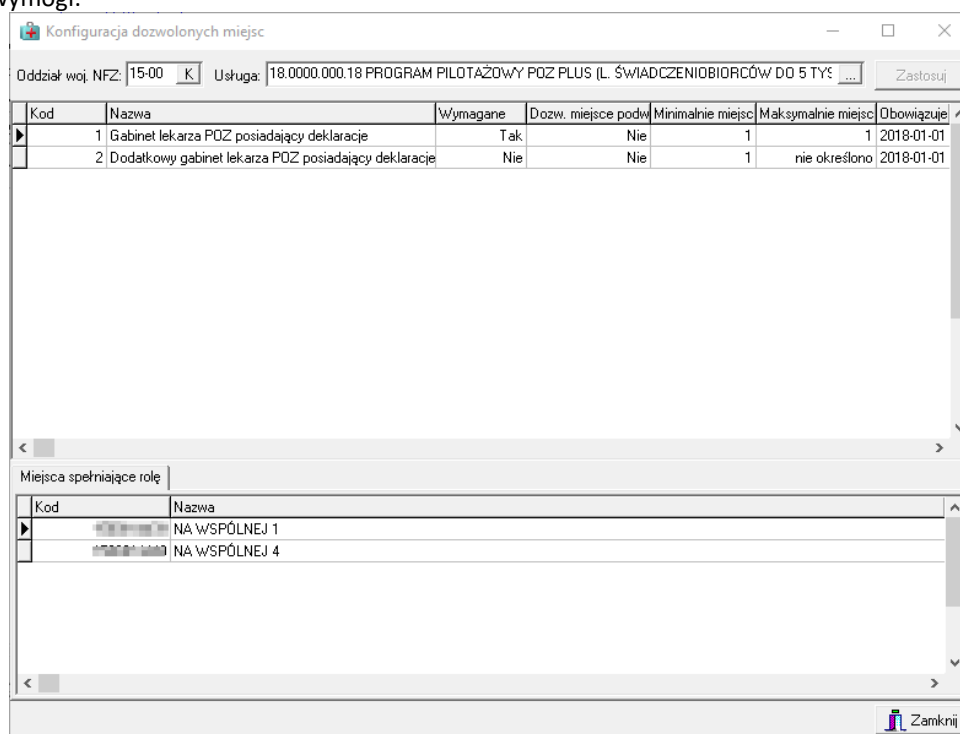 wymogi.
Konfiguracja dozwolonych miejsc
Oddział woj. NFZ: 15-00 K Usługa: 18.0000.000.18 PROGRAM PILOTAŻOWY POZ PLUS (L. ŚWIADCZENIOBIORCÓW DO 5 TYS ... Zastosuj
Kod Nazwa Wymagane Dozw. miejsce podw Minimalnie miejsc Maksymalnie miejsc Obowiązuje
1 Gabinet lekarza POZ posiadający deklaracje Tak Nie 1 1 2018-01-01
2 Dodatkowy gabinet lekarza POZ posiadający deklaracje Nie Nie 1 nie określono 2018-01-01
Miejsca spełniające rolę
Kod Nazwa
NA WSPÓLNEJ 1
NA WSPÓLNEJ 4
Zamknij